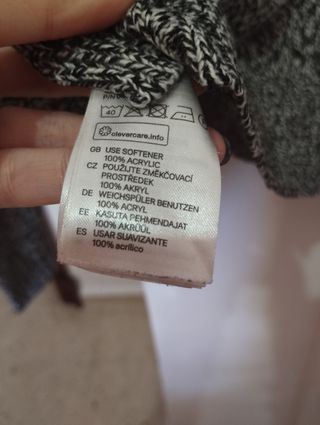 P/N
40
clevercare.info
GB USE SOFTENER
100% ACRYLIC
CZ POUŽIJTE ZMĚKČOVACÍ
PROSTŘEDEK
100% AKRYL
DE WEICHSPÜLER BENUTZEN
100% ACRYL
EE KASUTA PEHMENDAJAT
100% AKRÜÜL
ES USAR SUAVIZANTE
100% acrílico